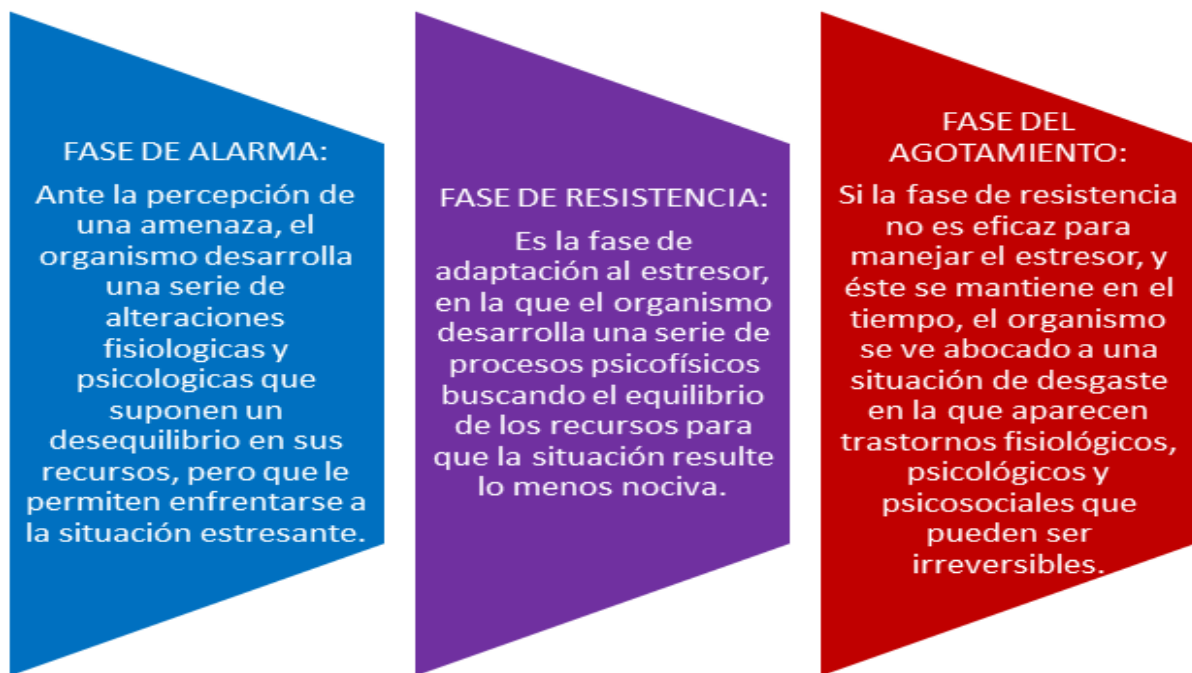 FASE DE ALARMA:
Ante la percepción de
una amenaza, el
organismo desarrolla
una serie de
alteraciones
fisiologicas y
psicologicas que
suponen un
desequilibrio en sus
recursos, pero que le
permiten enfrentarse a
la situación estresante.
FASE DE RESISTENCIA:
Es la fase de
adaptación al estresor,
en la que el organismo
desarrolla una serie de
procesos psicofísicos
buscando el equilibrio
de los recursos para
que la situación resulte
lo menos nociva.
FASE DEL
AGOTAMIENTO:
Si la fase de resistencia
no es eficaz para
manejar el estresor, y
éste se mantiene en el
tiempo, el organismo
se ve abocado a una
situación de desgaste
en la que aparecen
trastornos fisiológicos,
psicológicos y
psicosociales que
pueden ser
irreversibles.